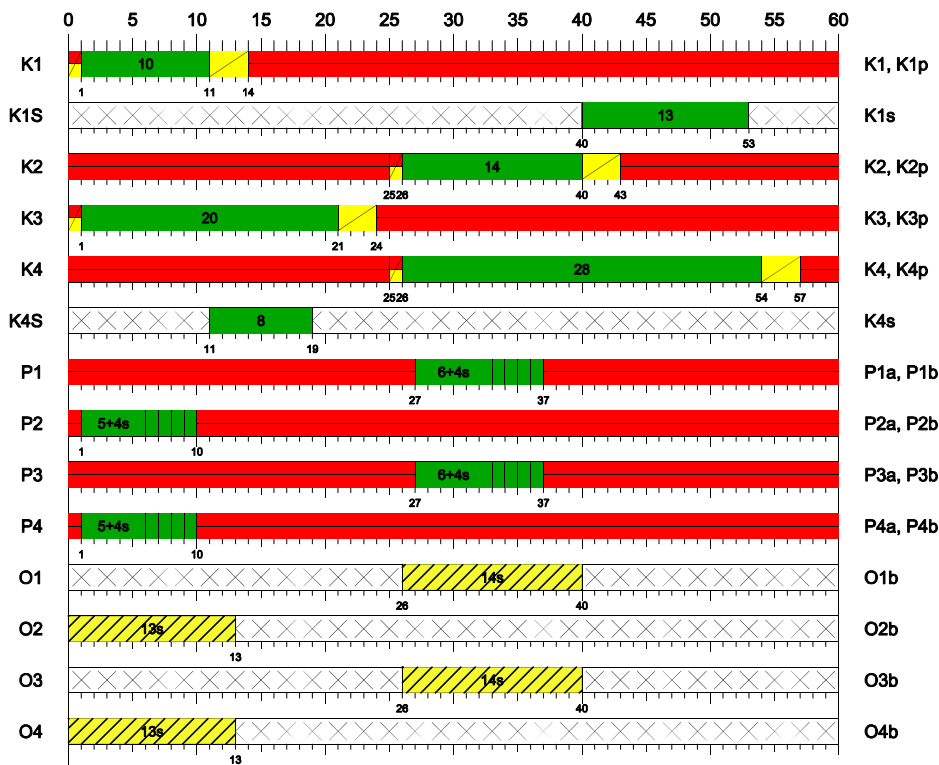 0 5 10 15 20 25 30 35 40 45 50 55 60
K1 10 K1, K1p
1 11 14
K1S 13 K1s
40 53
K2 14 K2, K2p
25 26 40 43
K3 20 K3, K3p
1 21 24
K4 28 K4, K4p
25 26 54 57
K4S 8 K4s
11 19
P1 6+4s P1a, P1b
27 37
P2 5+4s P2a, P2b
1 10
P3 6+4s P3a, P3b
27 37
P4 5+4s P4a, P4b
1 10
O1 14s O1b
26 40
O2 13s O2b
13
O3 14s O3b
26 40
O4 13s O4b
13